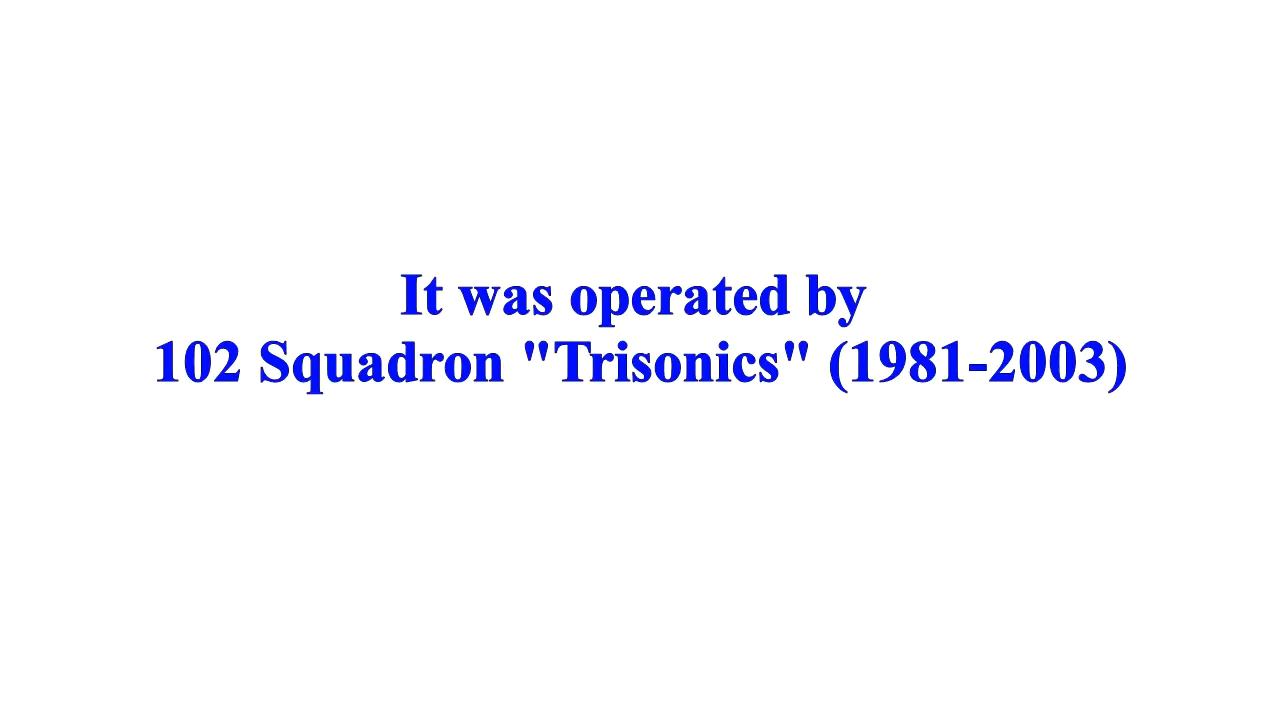 It was operated by
102 Squadron "Trisonics" (1981-2003)